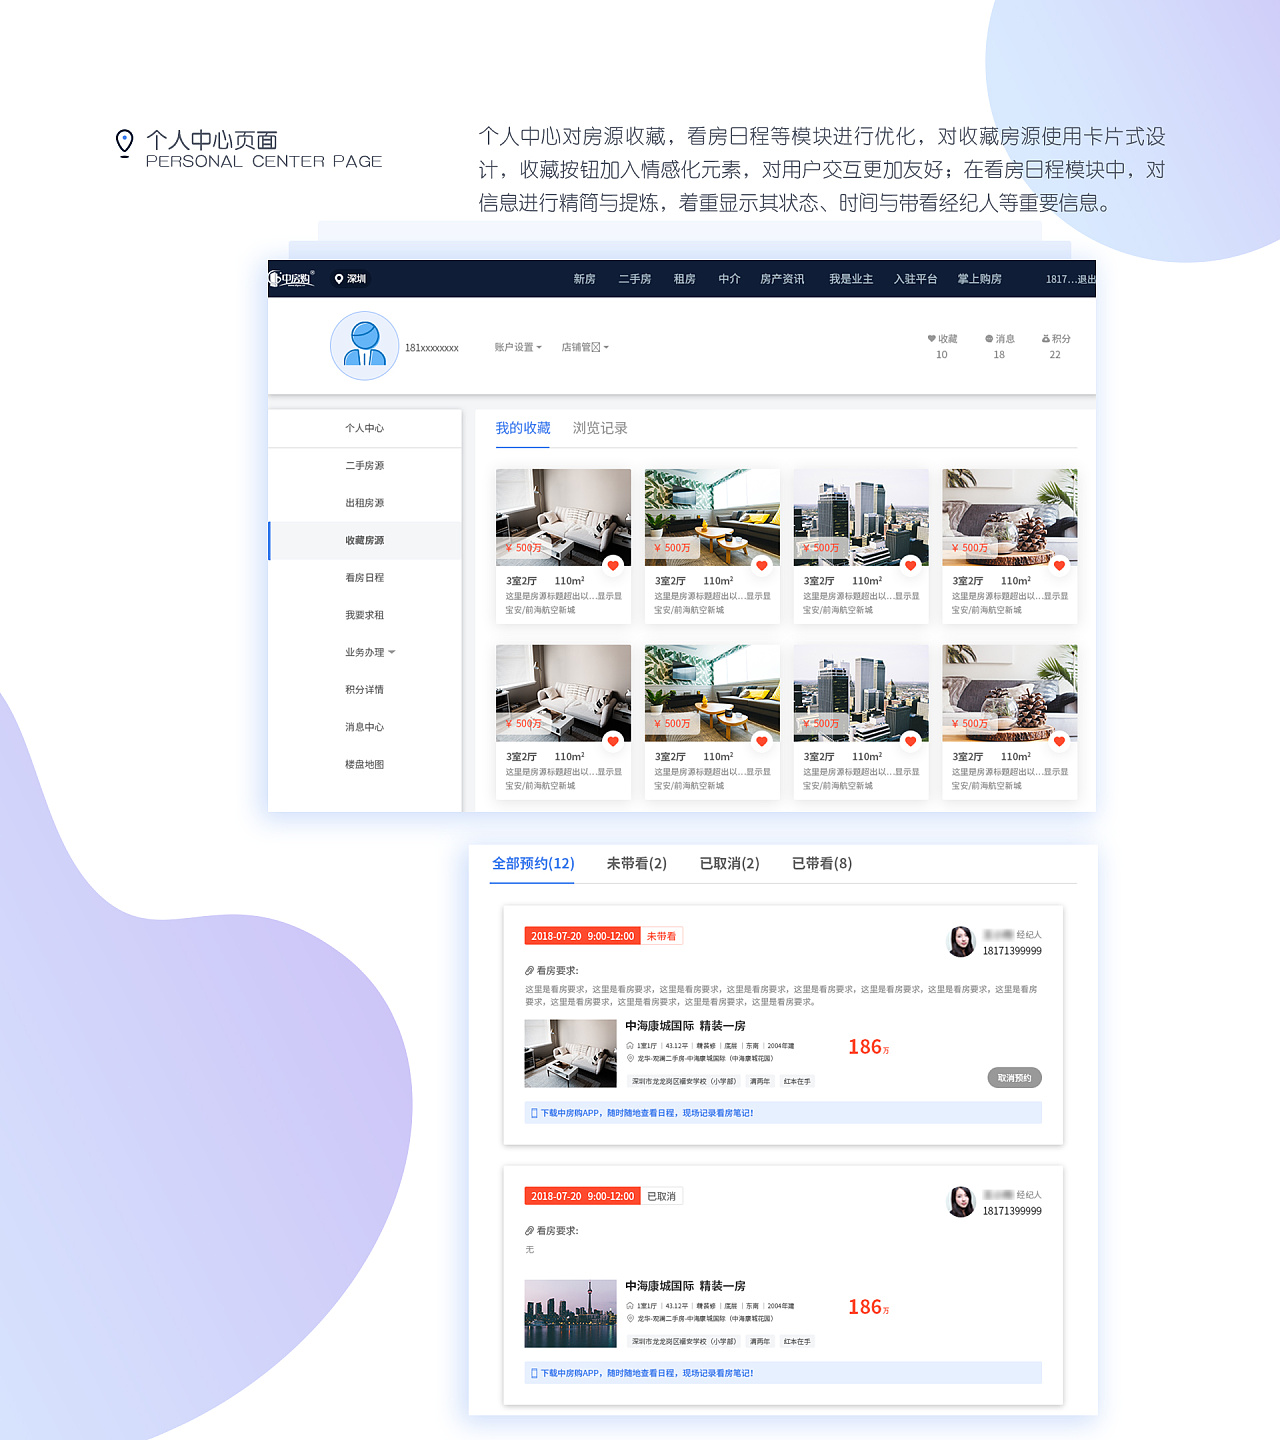 个人中心页面
PERSONAL CENTER PAGE
个人中心对房源收藏，看房日程等模块进行优化，对收藏房源使用卡片式设
计，收藏按钮加入情感化元素，对用户交互更加友好；在看房日程模块中，对
信息进行精简与提炼，着重显示其状态、时间与带看经纪人等重要信息。
中房购 深圳 新房 二手房 租房 中介 房产资讯 我是业主 入驻平台 掌上购房 1817...退出
181xxxxxxxx 账户设置 店铺管 收藏 消息 积分
10 18 22
个人中心
二手房源
出租房源
收藏房源
看房日程
我要求租
业务办理
积分详情
消息中心
楼盘地图
我的收藏 浏览记录
¥ 500万 ¥ 500万 ¥ 500万 ¥ 500万
3室2厅 110m² 3室2厅 110m² 3室2厅 110m² 3室2厅 110m²
这里是房源标题超出以...显示显 这里是房源标题超出以...显示显 这里是房源标题超出以...显示显 这里是房源标题超出以...显示显
宝安/前海航空新城 宝安/前海航空新城 宝安/前海航空新城 宝安/前海航空新城
¥ 500万 ¥ 500万 ¥ 500万 ¥ 500万
3室2厅 110m² 3室2厅 110m² 3室2厅 110m² 3室2厅 110m²
这里是房源标题超出以...显示显 这里是房源标题超出以...显示显 这里是房源标题超出以...显示显 这里是房源标题超出以...显示显
宝安/前海航空新城 宝安/前海航空新城 宝安/前海航空新城 宝安/前海航空新城
全部预约(12) 未带看(2) 已取消(2) 已带看(8)
2018-07-20 9:00-12:00 未带看 经纪人
18171399999
看房要求:
这里是看房要求，这里是看房要求，这里是看房要求，这里是看房要求，这里是看房要求，这里是看房要求，这里是看房要求，这里是看房
要求，这里是看房要求，这里是看房要求，这里是看房要求，这里是看房要求。
中海康城国际 精装一房
1室1厅 | 43.12平 | 精装修 | 底层 | 东南 | 2004年建 186万
龙华-观澜二手房-中海康城国际（中海康城花园）
深圳市龙龙岗区福安学校（小学部） 满两年 红本在手 取消预约
下载中房购APP，随时随地查看日程，现场记录看房笔记！
2018-07-20 9:00-12:00 已取消 经纪人
18171399999
看房要求:
无
中海康城国际 精装一房
1室1厅 | 43.12平 | 精装修 | 底层 | 东南 | 2004年建 186万
龙华-观澜二手房-中海康城国际（中海康城花园）
深圳市龙龙岗区福安学校（小学部） 满两年 红本在手
下载中房购APP，随时随地查看日程，现场记录看房笔记！